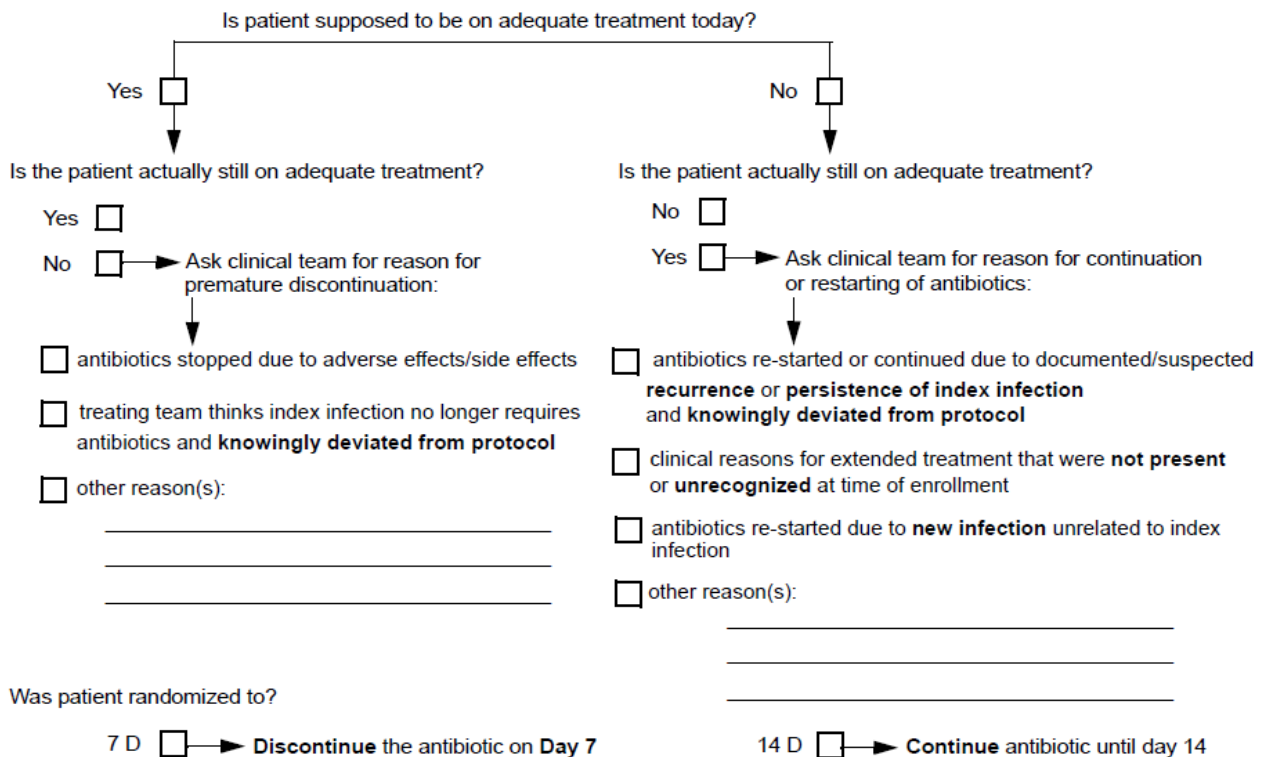 Is patient supposed to be on adequate treatment today?
Yes
No
Is the patient actually still on adequate treatment?
Yes
No
Ask clinical team for reason for
premature discontinuation:
antibiotics stopped due to adverse effects/side effects
treating team thinks index infection no longer requires
antibiotics and knowingly deviated from protocol
other reason(s):
Is the patient actually still on adequate treatment?
No
Yes
Ask clinical team for reason for continuation
or restarting of antibiotics:
antibiotics re-started or continued due to documented/suspected
recurrence or persistence of index infection
and knowingly deviated from protocol
clinical reasons for extended treatment that were not present
or unrecognized at time of enrollment
antibiotics re-started due to new infection unrelated to index
infection
other reason(s):
Was patient randomized to?
7 D
Discontinue the antibiotic on Day 7
14 D
Continue antibiotic until day 14